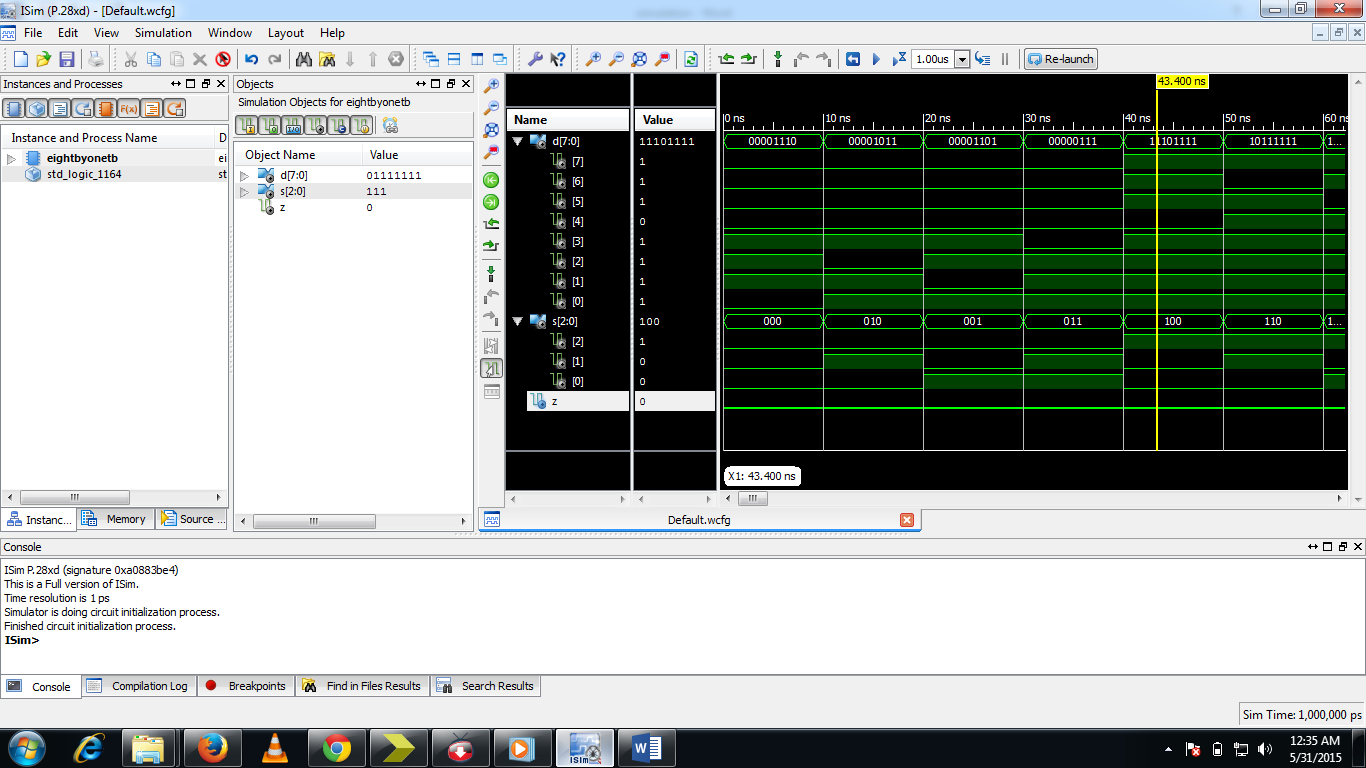 ISim (P.28xd) - [Default.wcfg]
File Edit View Simulation Window Layout Help
1.00us Re-launch
Instances and Processes
Instance and Process Name D
eightbyonetb ei
std_logic_1164 st
Instanc... Memory Source ...
Objects
Simulation Objects for eightbyonetb
Object Name Value
d[7:0] 01111111
s[2:0] 111
z 0
43.400 ns
Name Value
0 ns 10 ns 20 ns 30 ns 40 ns 50 ns 60 ns
d[7:0] 11101111 00001110 00001011 00001101 00000111 11101111 10111111 1...
[7] 1
[6] 1
[5] 1
[4] 0
[3] 1
[2] 1
[1] 1
[0] 1
s[2:0] 100 000 010 001 011 100 110 1...
[2] 1
[1] 0
[0] 0
z 0
X1: 43.400 ns
Default.wcfg
Console
ISim P.28xd (signature 0xa0883be4)
This is a Full version of ISim.
Time resolution is 1 ps
Simulator is doing circuit initialization process.
Finished circuit initialization process.
ISim>
Console Compilation Log Breakpoints Find in Files Results Search Results
Sim Time: 1,000,000 ps
ISim
12:35 AM
5/31/2015